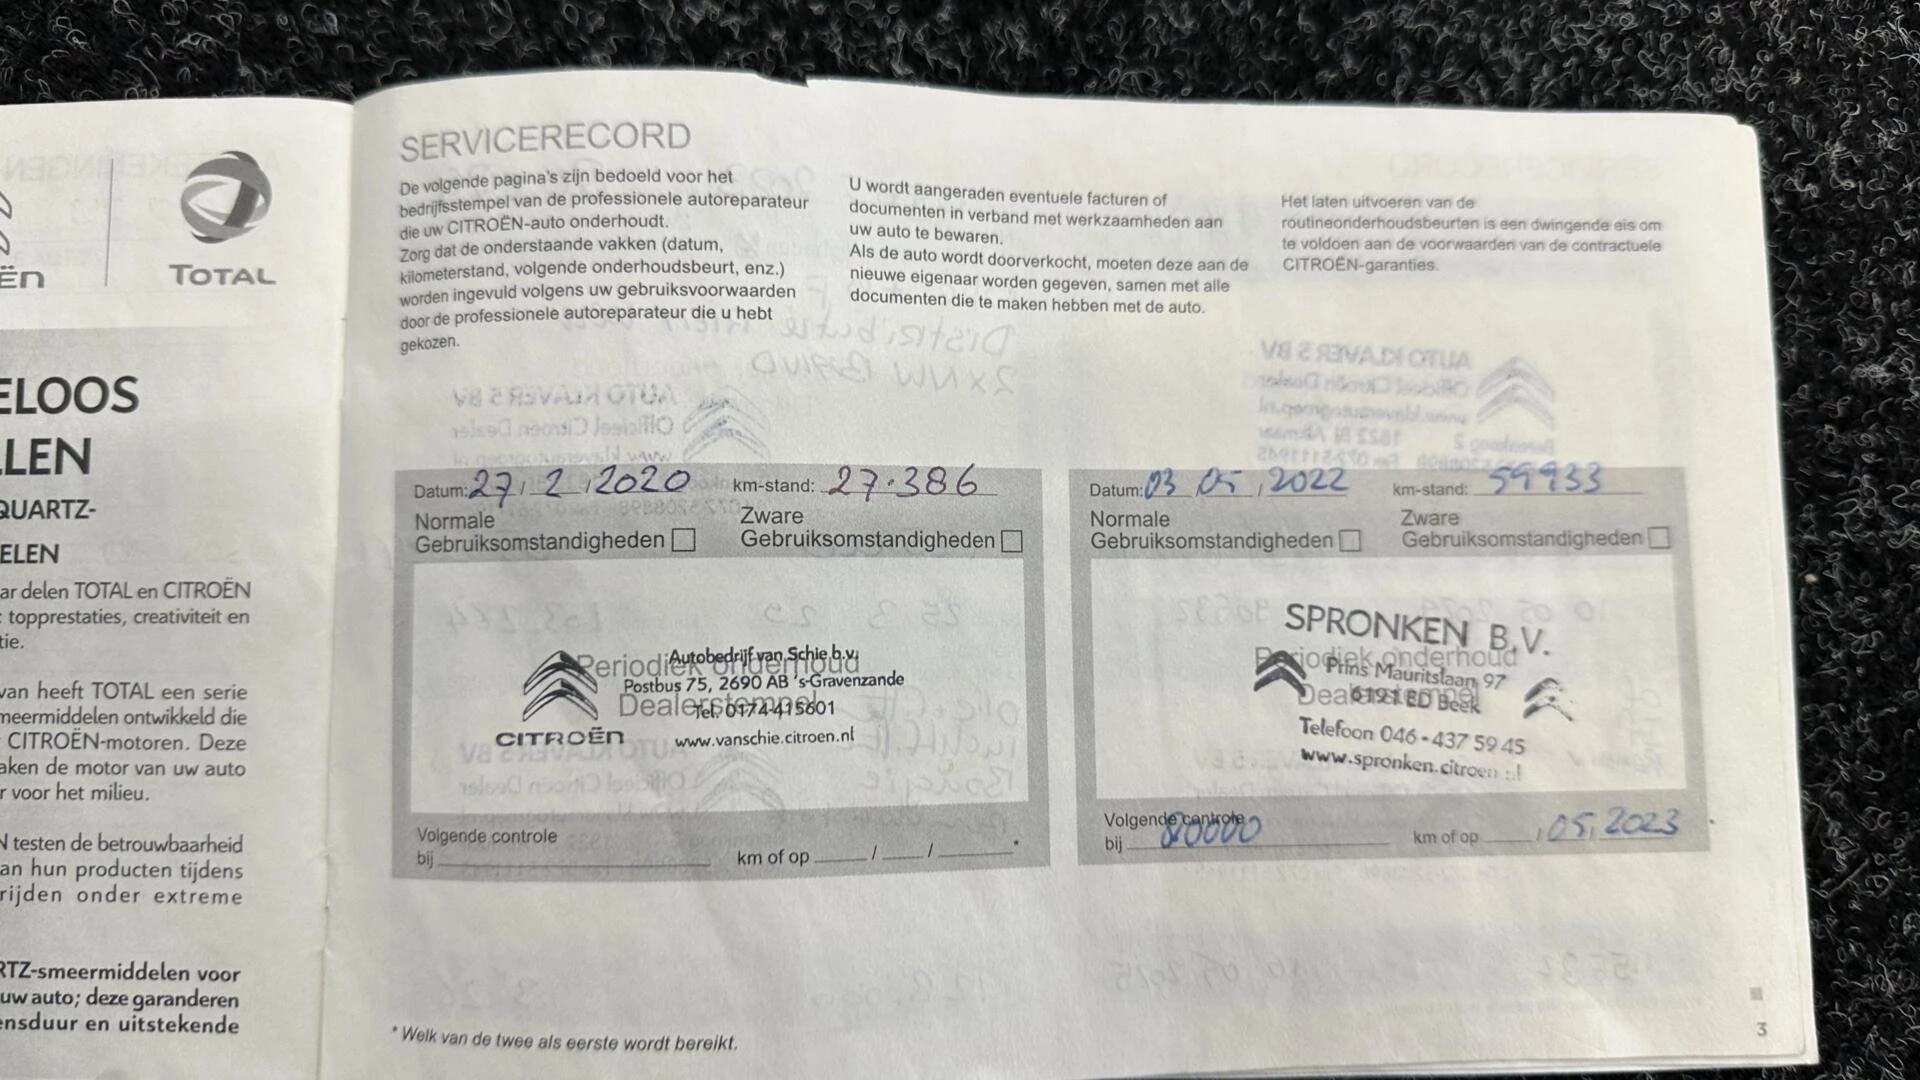 ËN
TOTAL
ELOOS
LLEN
QUARTZ-
ELEN
ar delen TOTAL en CITROËN
: topprestaties, creativiteit en
tie.
van heeft TOTAL een serie
meermiddelen ontwikkeld die
CITROËN-motoren. Deze
aken de motor van uw auto
r voor het milieu.
N testen de betrouwbaarheid
an hun producten tijdens
rijden onder extreme
RTZ-smeermiddelen voor
uw auto; deze garanderen
ensduur en uitstekende
SERVICERECORD
De volgende pagina's zijn bedoeld voor het
bedrijfsstempel van de professionele autoreparateur
die uw CITROËN-auto onderhoudt.
Zorg dat de onderstaande vakken (datum,
kilometerstand, volgende onderhoudsbeurt, enz.)
worden ingevuld volgens uw gebruiksvoorwaarden
door de professionele autoreparateur die u hebt
gekozen.
U wordt aangeraden eventuele facturen of
documenten in verband met werkzaamheden aan
uw auto te bewaren.
Als de auto wordt doorverkocht, moeten deze aan de
nieuwe eigenaar worden gegeven, samen met alle
documenten die te maken hebben met de auto.
Het laten uitvoeren van de
routineonderhoudsbeurten is een dwingende eis om
te voldoen aan de voorwaarden van de contractuele
CITROËN-garanties.
Datum: 27/2/2020 km-stand: 27.386
Normale Gebruiksomstandigheden
Zware Gebruiksomstandigheden
Periodiek onderhoud
Dealerstempel
Autobedrijf van Schie b.v.
Postbus 75, 2690 AB 's-Gravenzande
Tel. 0174-415601
www.vanschie.citroen.nl
CITROËN
Volgende controle
bij km of op / / *
Datum: 03/05/2022 km-stand: 59933
Normale Gebruiksomstandigheden
Zware Gebruiksomstandigheden
Periodiek onderhoud
Dealerstempel
SPRONKEN B.V.
Prins Mauritslaan 97
6191 ED Beek
Telefoon 046-437 59 45
www.spronken.citroen.nl
Volgende controle
bij 80000 km of op /05/2023
* Welk van de twee als eerste wordt bereikt.
3